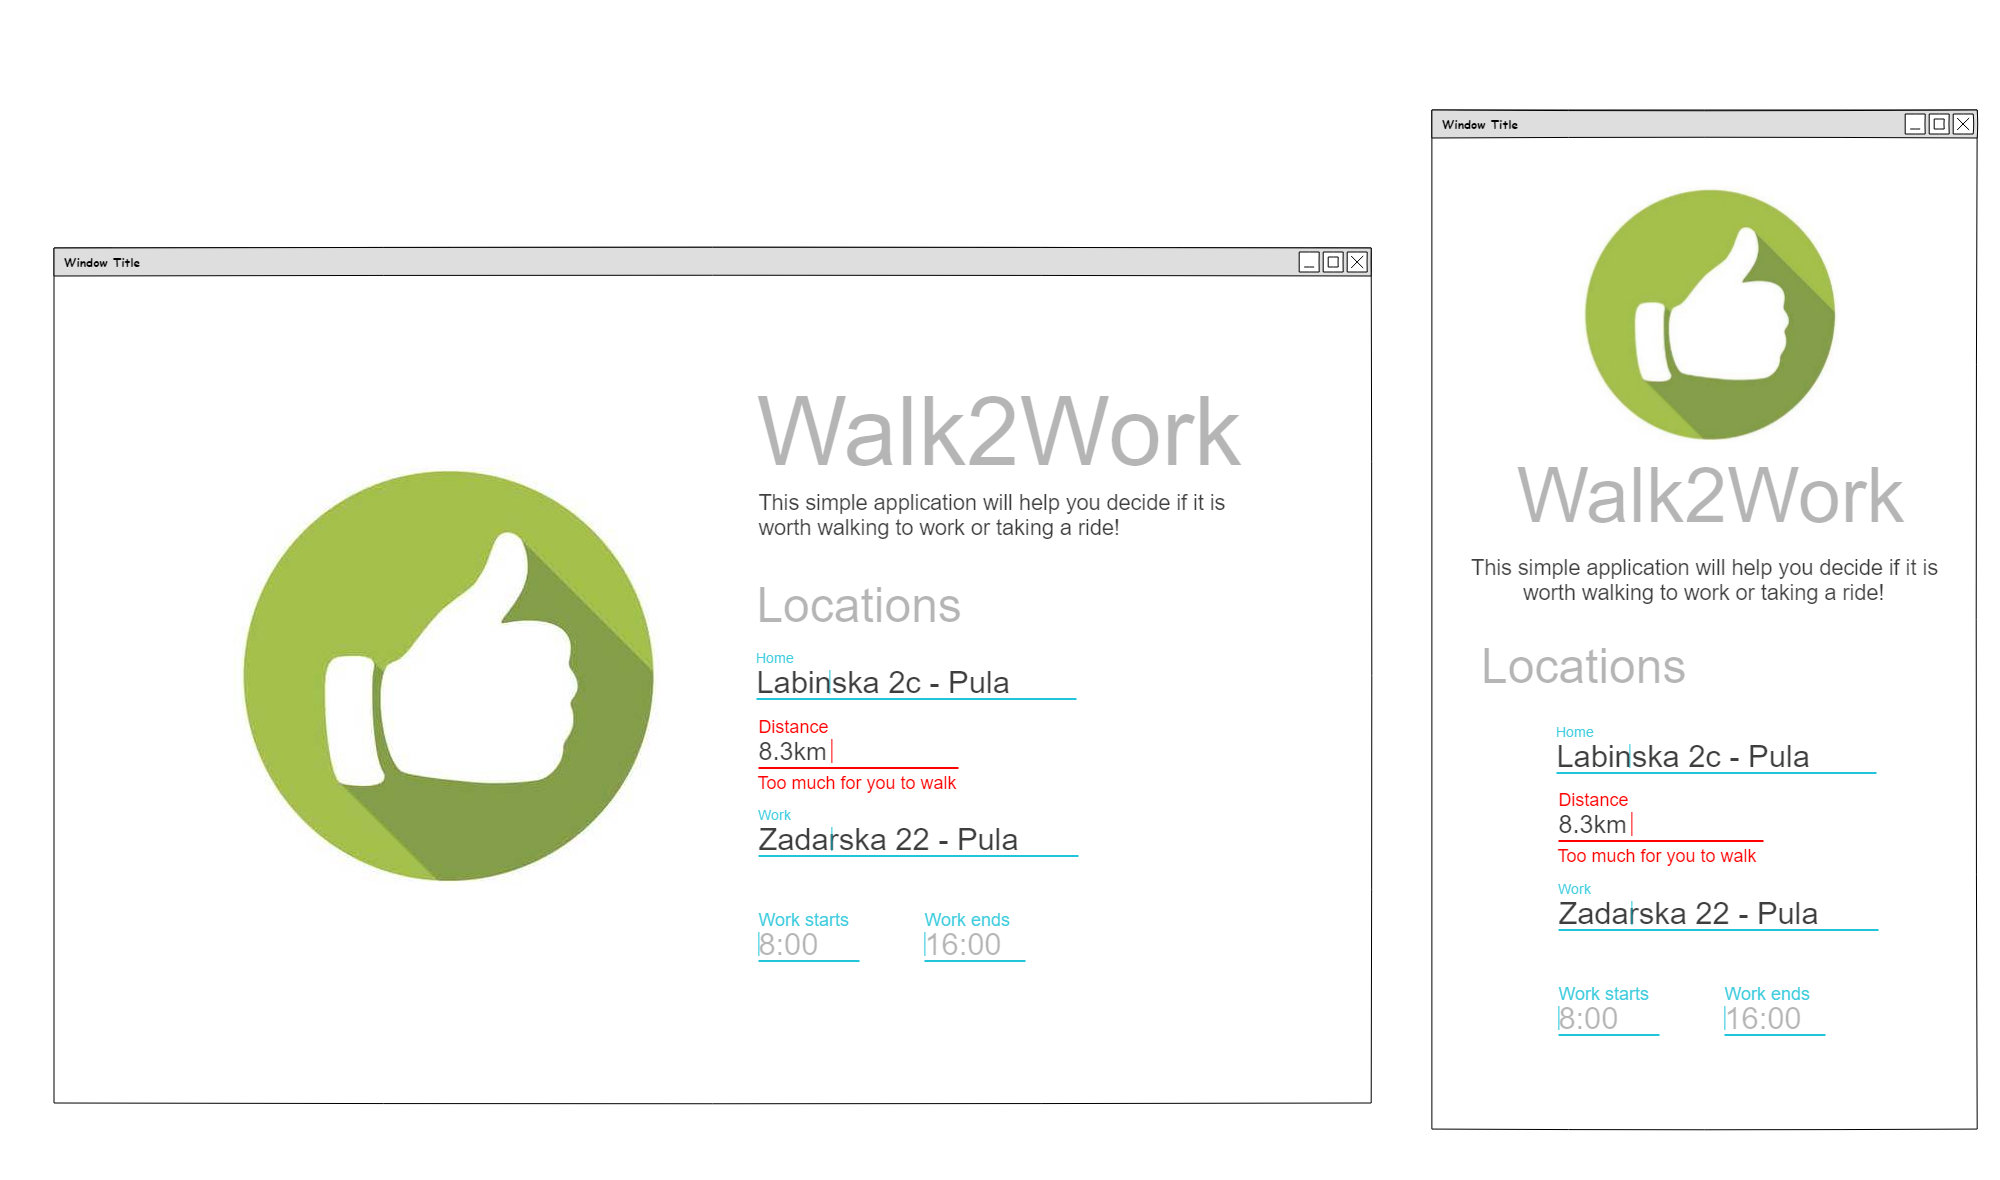 Window Title
Walk2Work
This simple application will help you decide if it is
worth walking to work or taking a ride!
Locations
Home
Labinska 2c - Pula
Distance
8.3km
Too much for you to walk
Work
Zadarska 22 - Pula
Work starts
Work ends
8:00
16:00
Window Title
Walk2Work
This simple application will help you decide if it is
worth walking to work or taking a ride!
Locations
Home
Labinska 2c - Pula
Distance
8.3km
Too much for you to walk
Work
Zadarska 22 - Pula
Work starts
Work ends
8:00
16:00